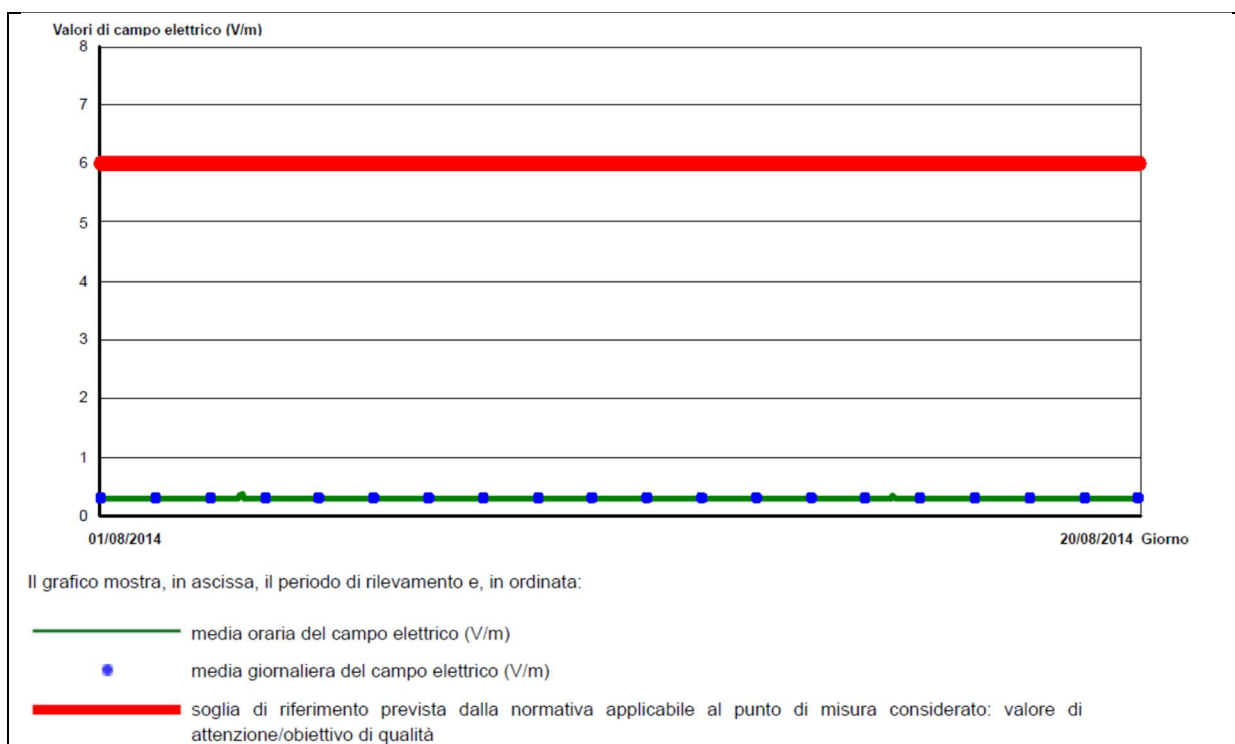 Valori di campo elettrico (V/m)
8
7
6
5
4
3
2
1
0
01/08/2014
20/08/2014 Giorno
Il grafico mostra, in ascissa, il periodo di rilevamento e, in ordinata:
media oraria del campo elettrico (V/m)
media giornaliera del campo elettrico (V/m)
soglia di riferimento prevista dalla normativa applicabile al punto di misura considerato: valore di
attenzione/obiettivo di qualità